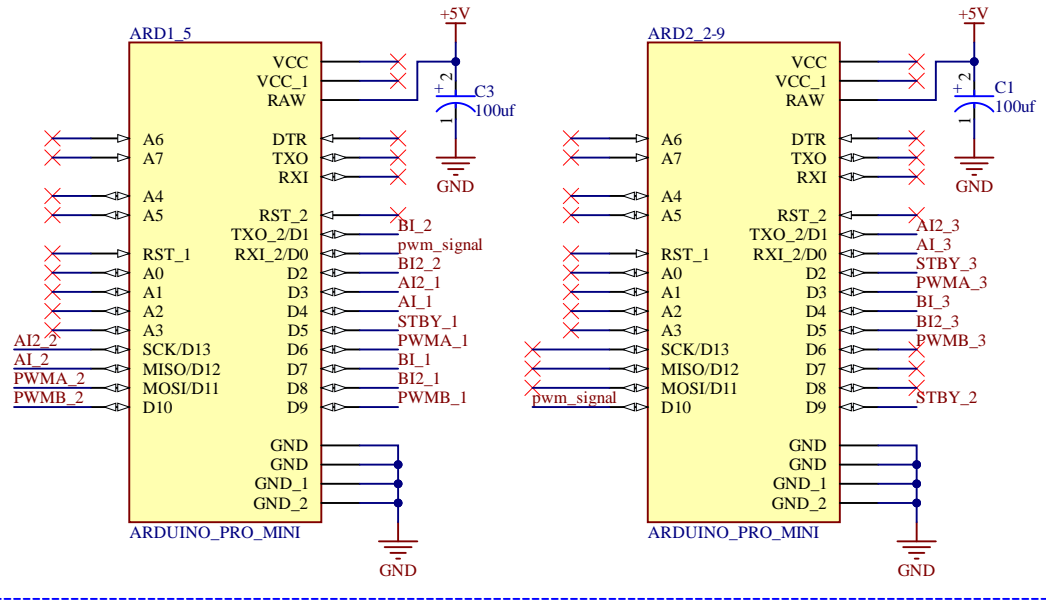 +5V
ARD1_5
VCC
VCC_1
RAW
+
2
C3
100uf
1
GND
A6
A7
A4
A5
RST_1
A0
A1
A2
A3
AI2_2
SCK/D13
AI_2
MISO/D12
PWMA_2
MOSI/D11
PWMB_2
D10
DTR
TXO
RXI
RST_2
TXO_2/D1
BI_2
RXI_2/D0
pwm_signal
D2
BI2_2
D3
AI2_1
D4
AI_1
D5
STBY_1
D6
PWMA_1
D7
BI_1
D8
BI2_1
D9
PWMB_1
GND
GND
GND_1
GND_2
ARDUINO_PRO_MINI
GND
+5V
ARD2_2-9
VCC
VCC_1
RAW
+
2
C1
100uf
1
GND
A6
A7
A4
A5
RST_1
A0
A1
A2
A3
SCK/D13
MISO/D12
MOSI/D11
pwm_signal
D10
DTR
TXO
RXI
RST_2
TXO_2/D1
AI2_3
RXI_2/D0
AI_3
D2
STBY_3
D3
PWMA_3
D4
BI_3
D5
BI2_3
D6
PWMB_3
D7
D8
D9
STBY_2
GND
GND
GND_1
GND_2
ARDUINO_PRO_MINI
GND